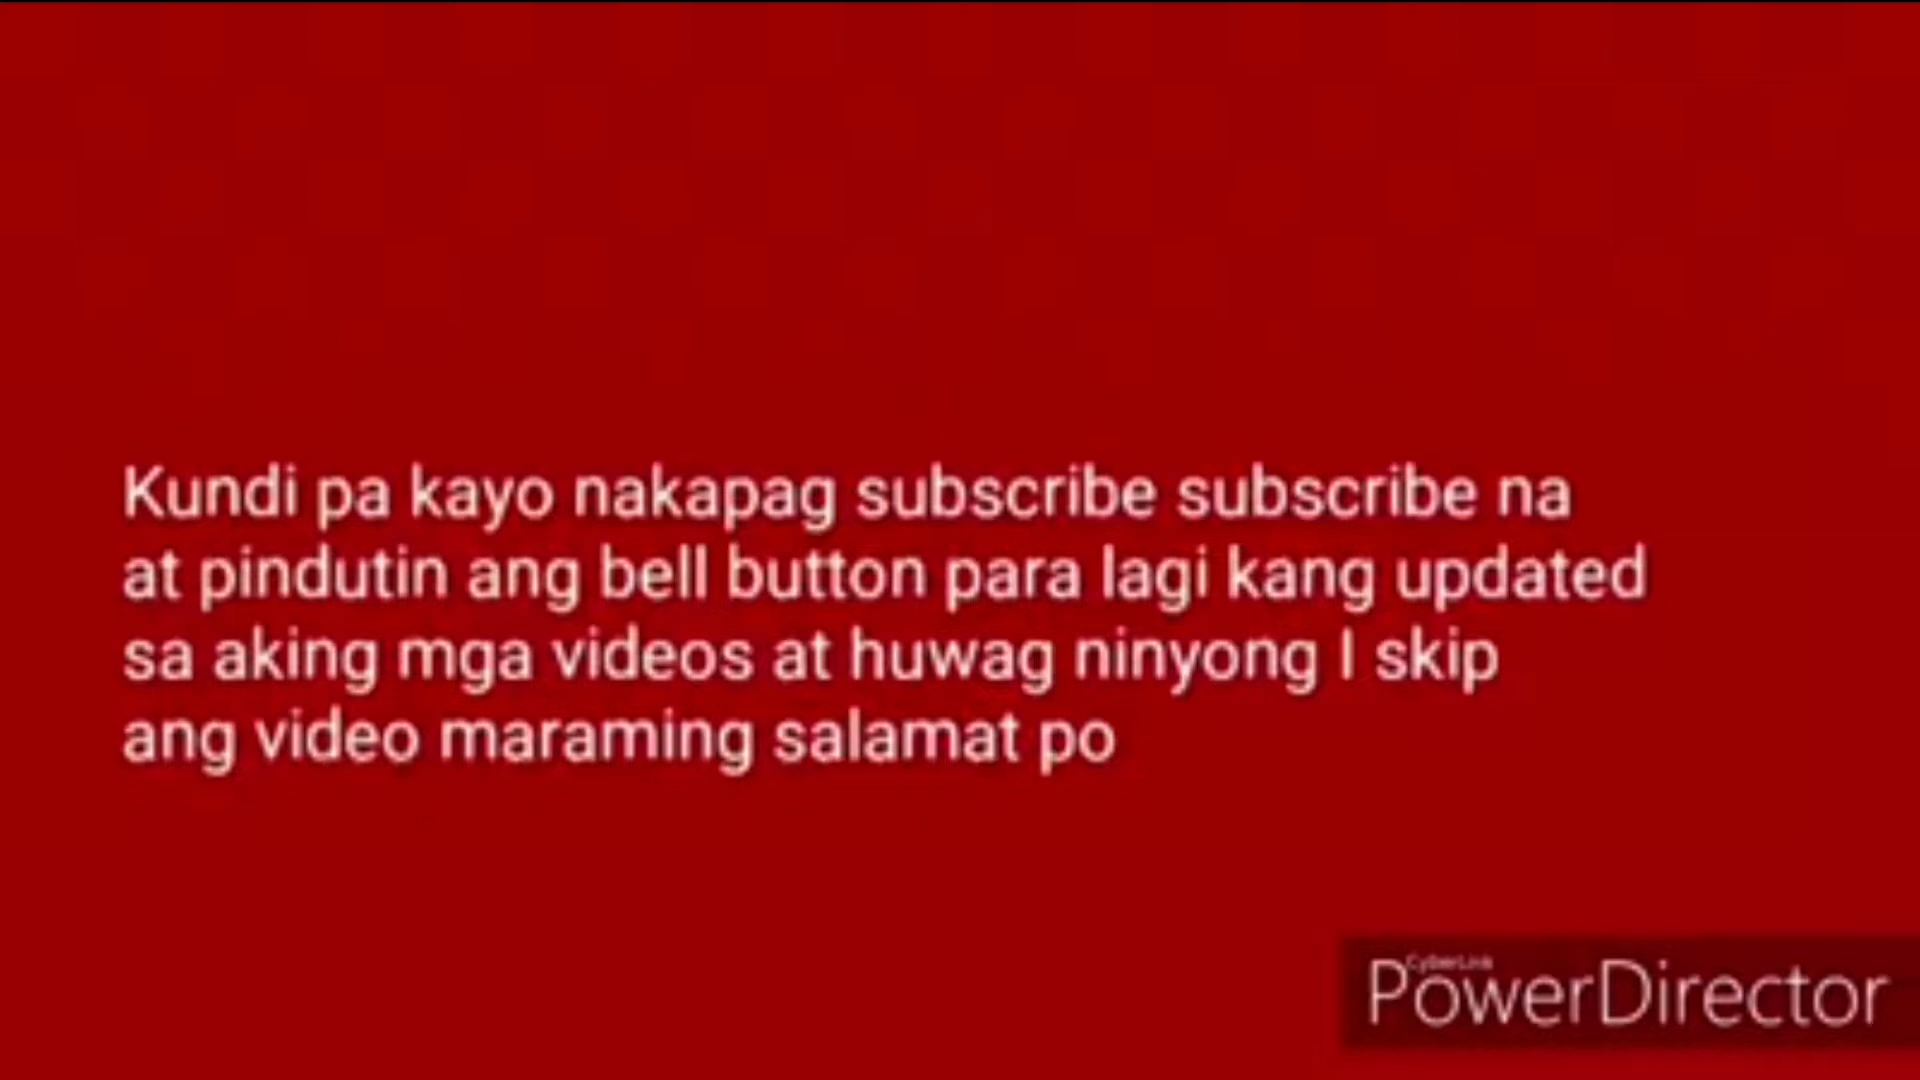 Kundi pa kayo nakapag subscribe subscribe na
at pindutin ang bell button para lagi kang updated
sa aking mga videos at huwag ninyong I skip
ang video maraming salamat po
CyberLink
PowerDirector